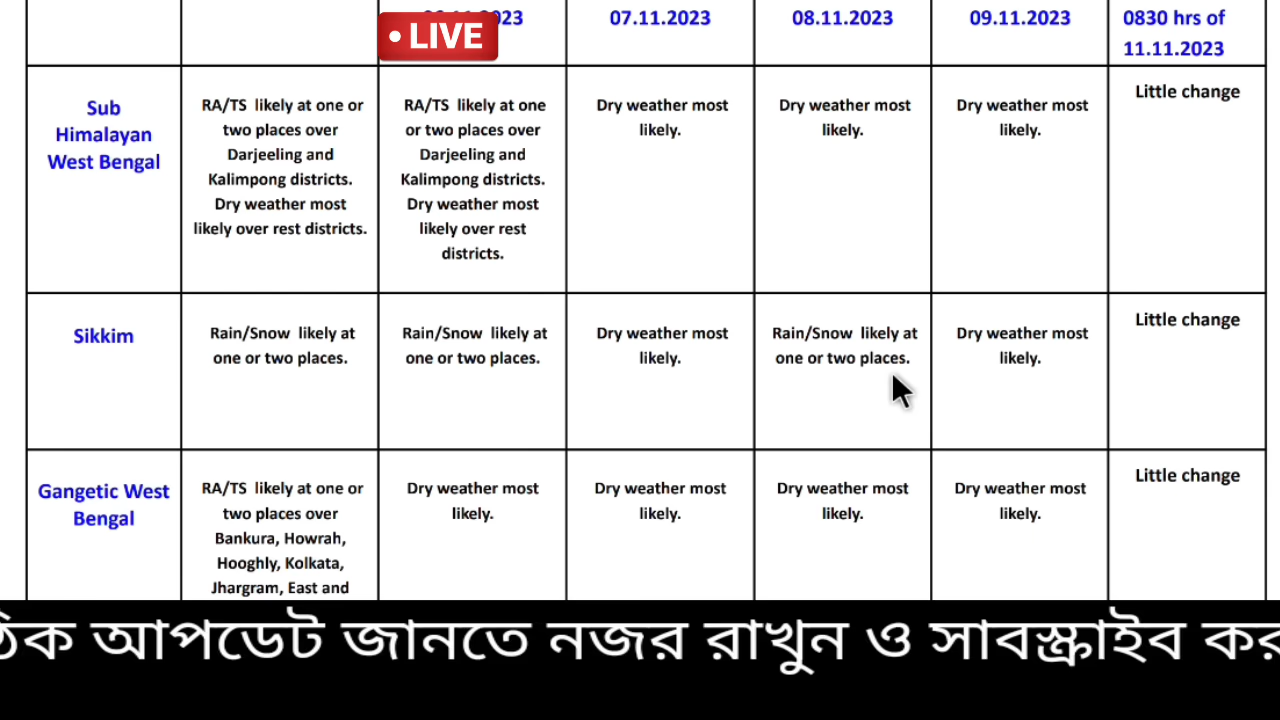 023
07.11.2023
08.11.2023
09.11.2023
0830 hrs of
11.11.2023
• LIVE
Sub
Himalayan
West Bengal
RA/TS likely at one or
two places over
Darjeeling and
Kalimpong districts.
Dry weather most
likely over rest districts.
RA/TS likely at one
or two places over
Darjeeling and
Kalimpong districts.
Dry weather most
likely over rest
districts.
Dry weather most
likely.
Dry weather most
likely.
Dry weather most
likely.
Little change
Sikkim
Rain/Snow likely at
one or two places.
Rain/Snow likely at
one or two places.
Dry weather most
likely.
Rain/Snow likely at
one or two places.
Dry weather most
likely.
Little change
Gangetic West
Bengal
RA/TS likely at one or
two places over
Bankura, Howrah,
Hooghly, Kolkata,
Jhargram, East and
Dry weather most
likely.
Dry weather most
likely.
Dry weather most
likely.
Dry weather most
likely.
Little change
ঠিক আপডেট জানতে নজর রাখুন ও সাবস্ক্রাইব কর